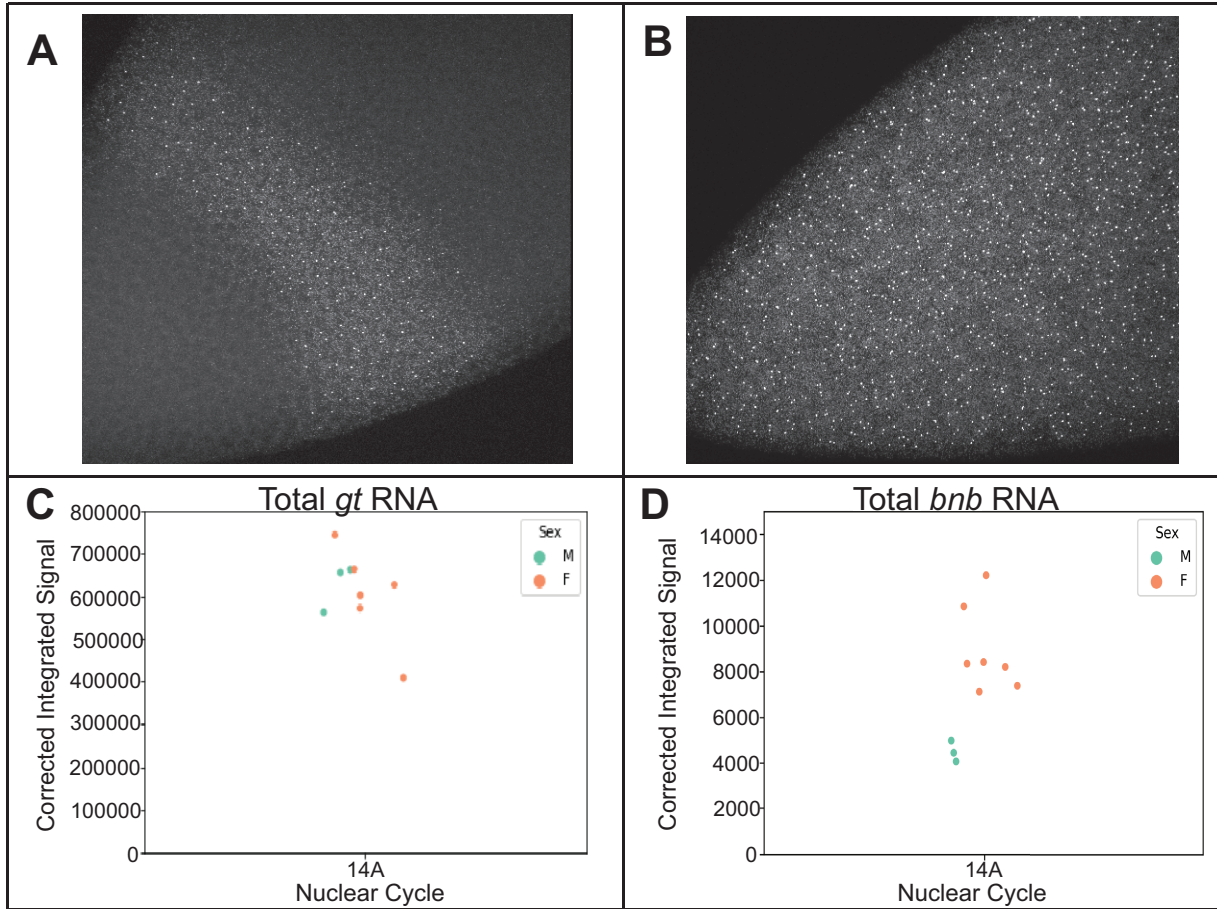 A
B
C
Total gt RNA
Corrected Integrated Signal
800000
700000
600000
500000
400000
300000
200000
100000
0
Sex
M
F
14A
Nuclear Cycle
D
Total bnb RNA
Corrected Integrated Signal
14000
12000
10000
8000
6000
4000
2000
0
Sex
M
F
14A
Nuclear Cycle